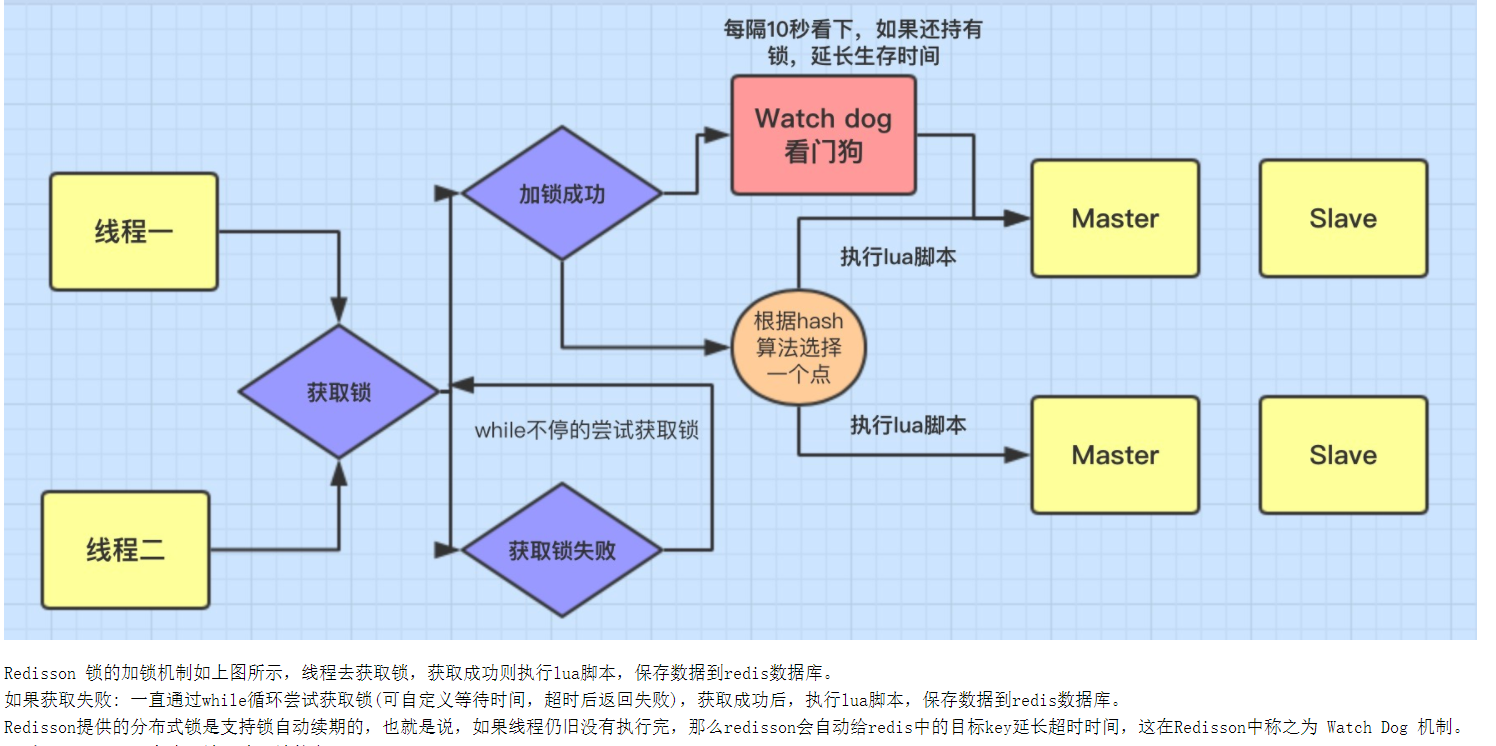 每隔10秒看下，如果还持有
锁，延长生存时间
Watch dog
看门狗
加锁成功
线程一
Master
Slave
执行lua脚本
根据hash
算法选择
一个点
获取锁
while不停的尝试获取锁
执行lua脚本
Master
Slave
线程二
获取锁失败
Redisson 锁的加锁机制如上图所示，线程去获取锁，获取成功则执行lua脚本，保存数据到redis数据库。
如果获取失败: 一直通过while循环尝试获取锁(可自定义等待时间，超时后返回失败)，获取成功后，执行lua脚本，保存数据到redis数据库。
Redisson提供的分布式锁是支持锁自动续期的，也就是说，如果线程仍旧没有执行完，那么redisson会自动给redis中的目标key延长超时时间，这在Redisson中称之为 Watch Dog 机制。